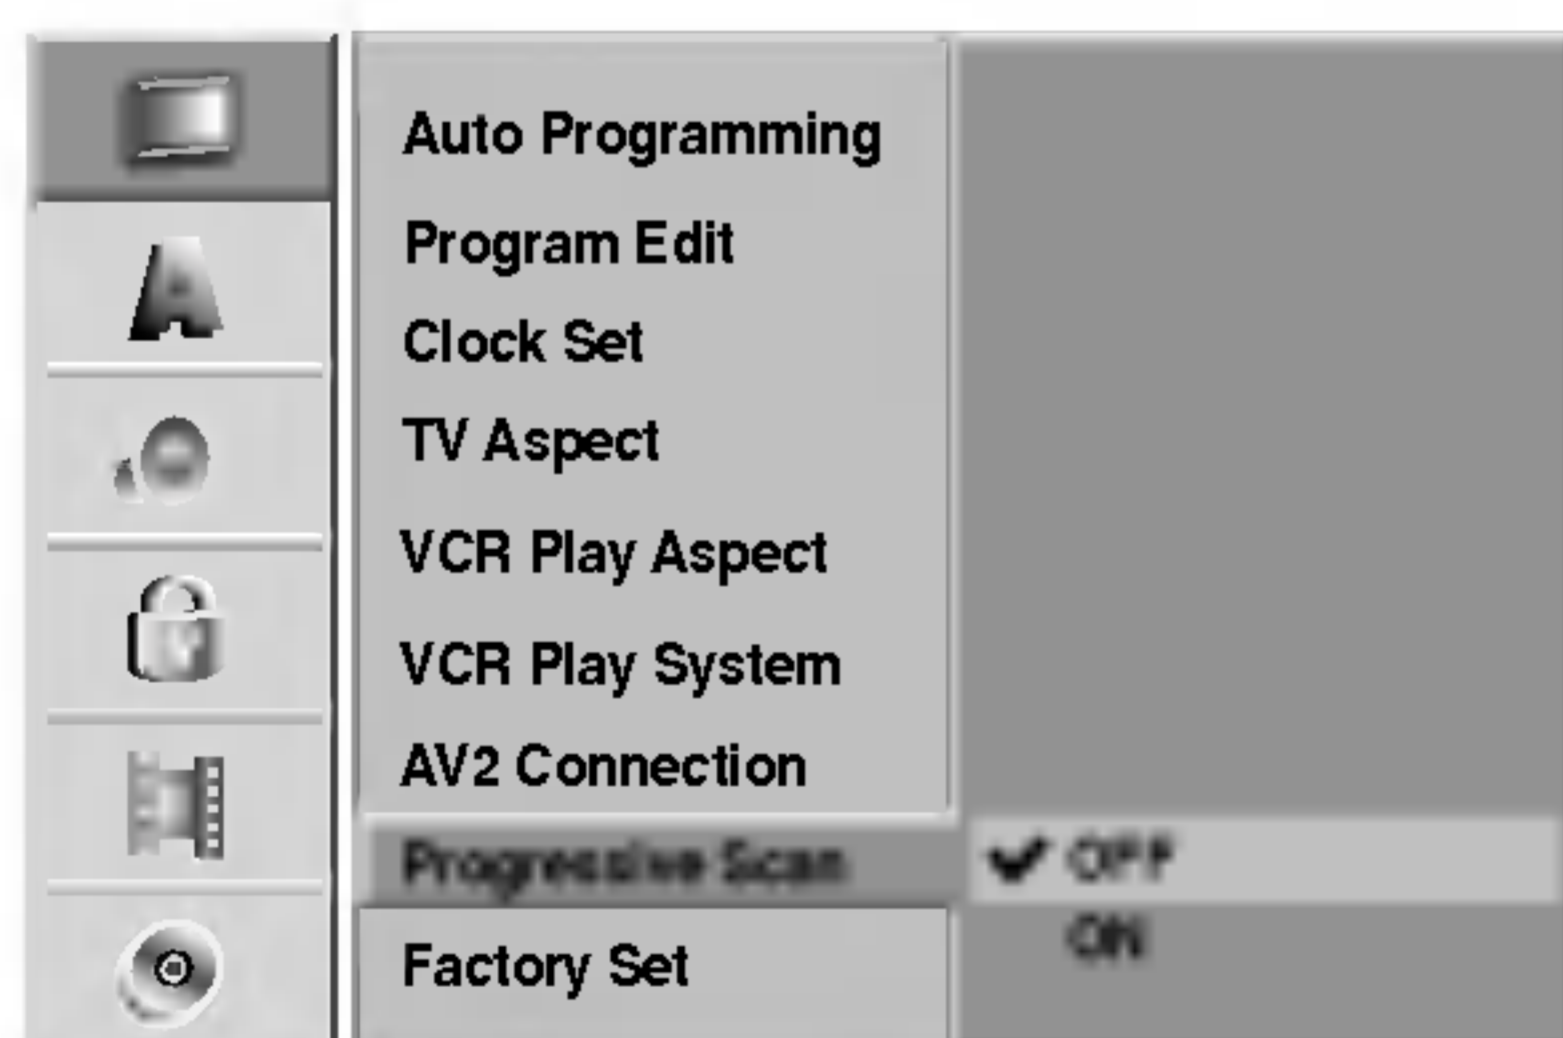 Auto Programming
Program Edit
Clock Set
TV Aspect
VCR Play Aspect
VCR Play System
AV2 Connection
Progressive Scan
OFF
ON
Factory Set
A